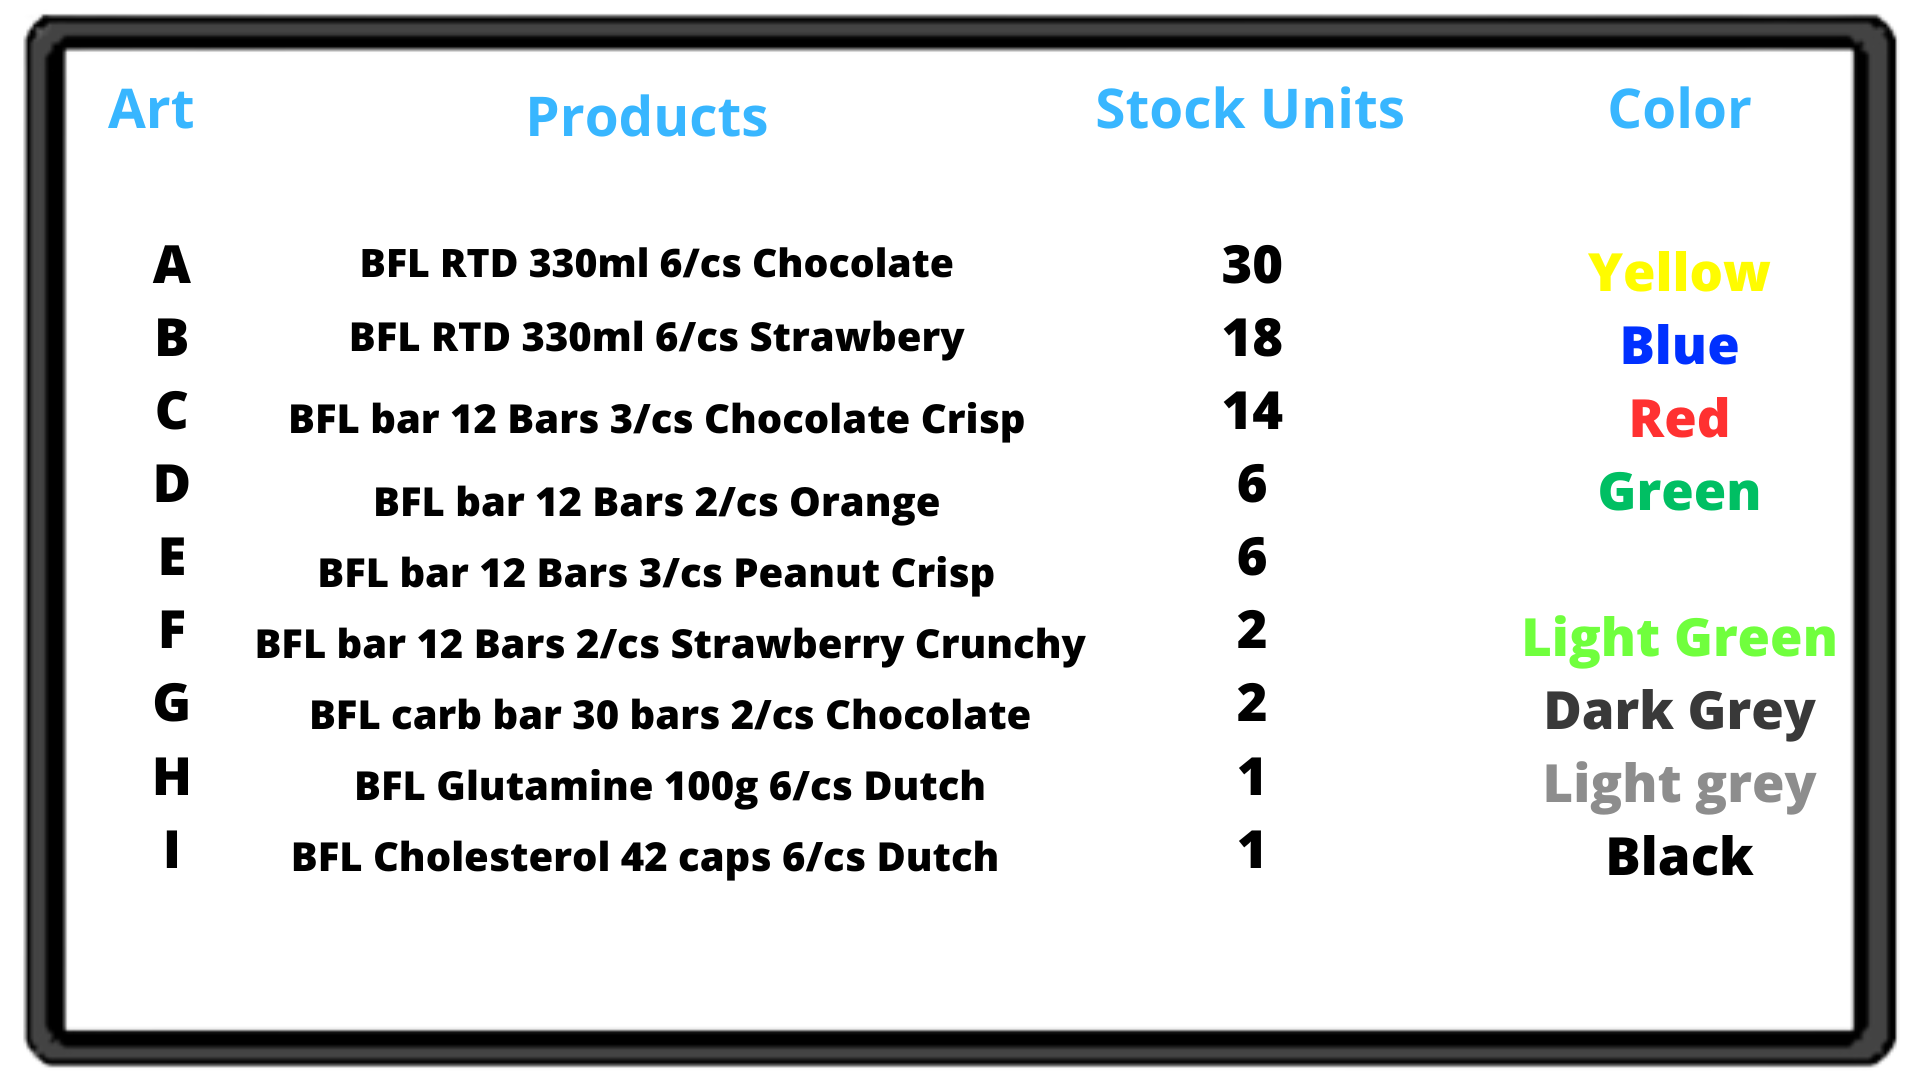 Art Products Stock Units Color
A BFL RTD 330ml 6/cs Chocolate 30 Yellow
B BFL RTD 330ml 6/cs Strawbery 18 Blue
C BFL bar 12 Bars 3/cs Chocolate Crisp 14 Red
D BFL bar 12 Bars 2/cs Orange 6 Green
E BFL bar 12 Bars 3/cs Peanut Crisp 6
F BFL bar 12 Bars 2/cs Strawberry Crunchy 2 Light Green
G BFL carb bar 30 bars 2/cs Chocolate 2 Dark Grey
H BFL Glutamine 100g 6/cs Dutch 1 Light grey
I BFL Cholesterol 42 caps 6/cs Dutch 1 Black